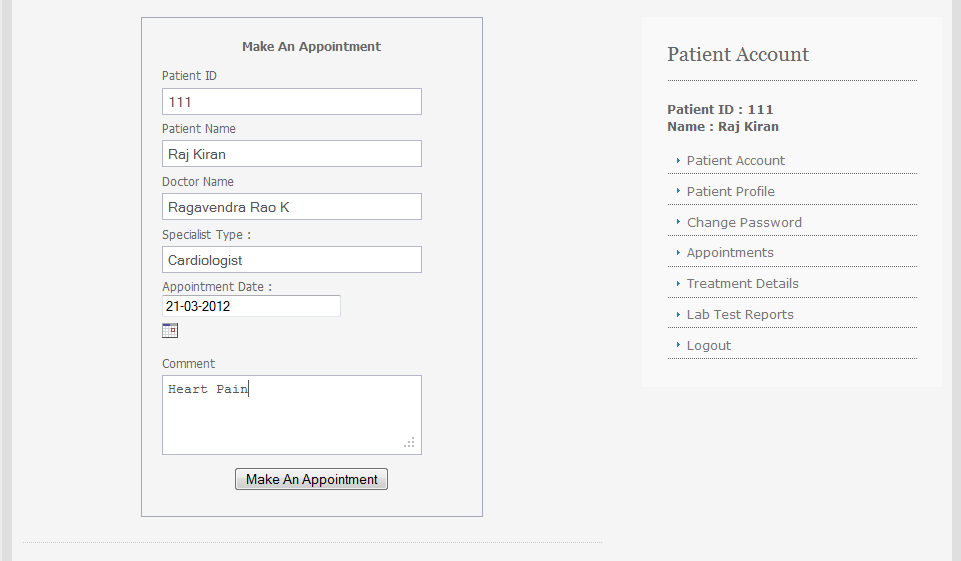 Make An Appointment
Patient ID
111
Patient Name
Raj Kiran
Doctor Name
Ragavendra Rao K
Specialist Type :
Cardiologist
Appointment Date :
21-03-2012
Comment
Heart Pain
Make An Appointment
Patient Account
Patient ID : 111
Name : Raj Kiran
Patient Account
Patient Profile
Change Password
Appointments
Treatment Details
Lab Test Reports
Logout